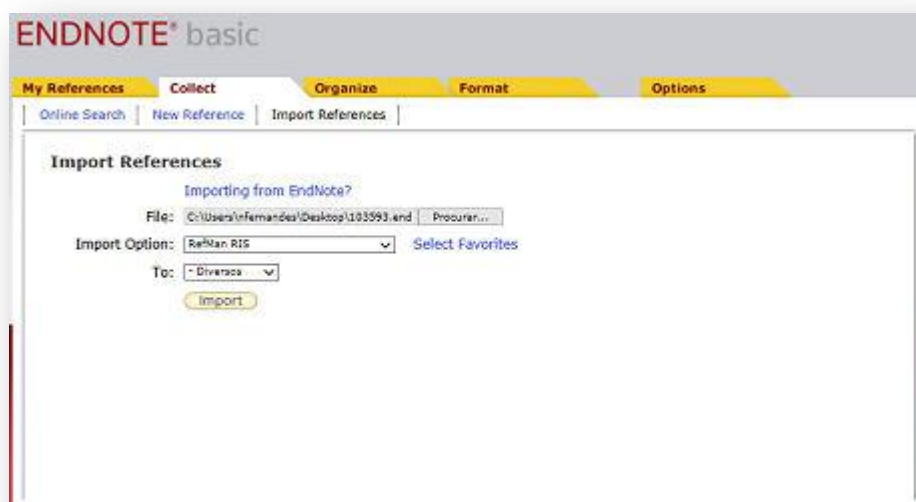 ENDNOTE® basic
My References Collect Organize Format Options
Online Search New Reference Import References
Import References
Importing from EndNote?
File: C:\Users\nfernandes\Desktop\103593.end Procurar...
Import Option: RefMan RIS Select Favorites
To: - Diversos
Import